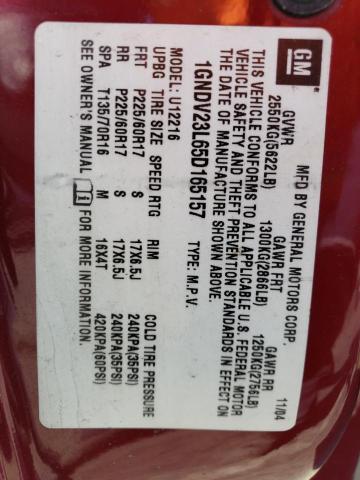 GM
MFD BY GENERAL MOTORS CORP. 11/04
GVWR GAWR FRT GAWR RR
2550KG(5622LB) 1300KG(2866LB) 1250KG(2756LB)
THIS VEHICLE CONFORMS TO ALL APPLICABLE U.S. FEDERAL MOTOR
VEHICLE SAFETY AND THEFT PREVENTION STANDARDS IN EFFECT ON
THE DATE OF MANUFACTURE SHOWN ABOVE.
1GNDV23L65D165157 TYPE: M.P.V.
UPBG U12216
TIRE SIZE SPEED RTG RIM COLD TIRE PRESSURE
FRT P225/60R17 S 17X6.5J 240KPA(35PSI)
RR P225/60R17 S 17X6.5J 240KPA(35PSI)
SPA T135/70R16 M 16X4T 420KPA(60PSI)
SEE OWNER'S MANUAL i FOR MORE INFORMATION.